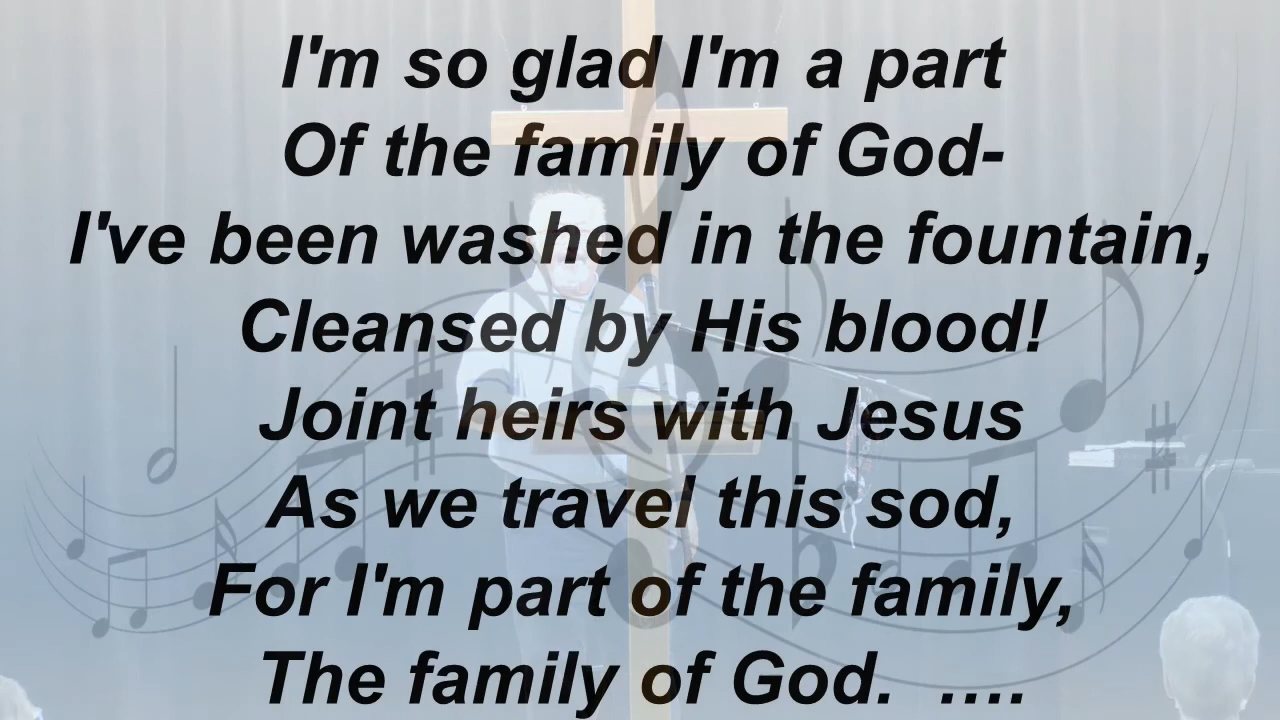 I'm so glad I'm a part
Of the family of God-
I've been washed in the fountain,
Cleansed by His blood!
Joint heirs with Jesus
As we travel this sod,
For I'm part of the family,
The family of God.  ....